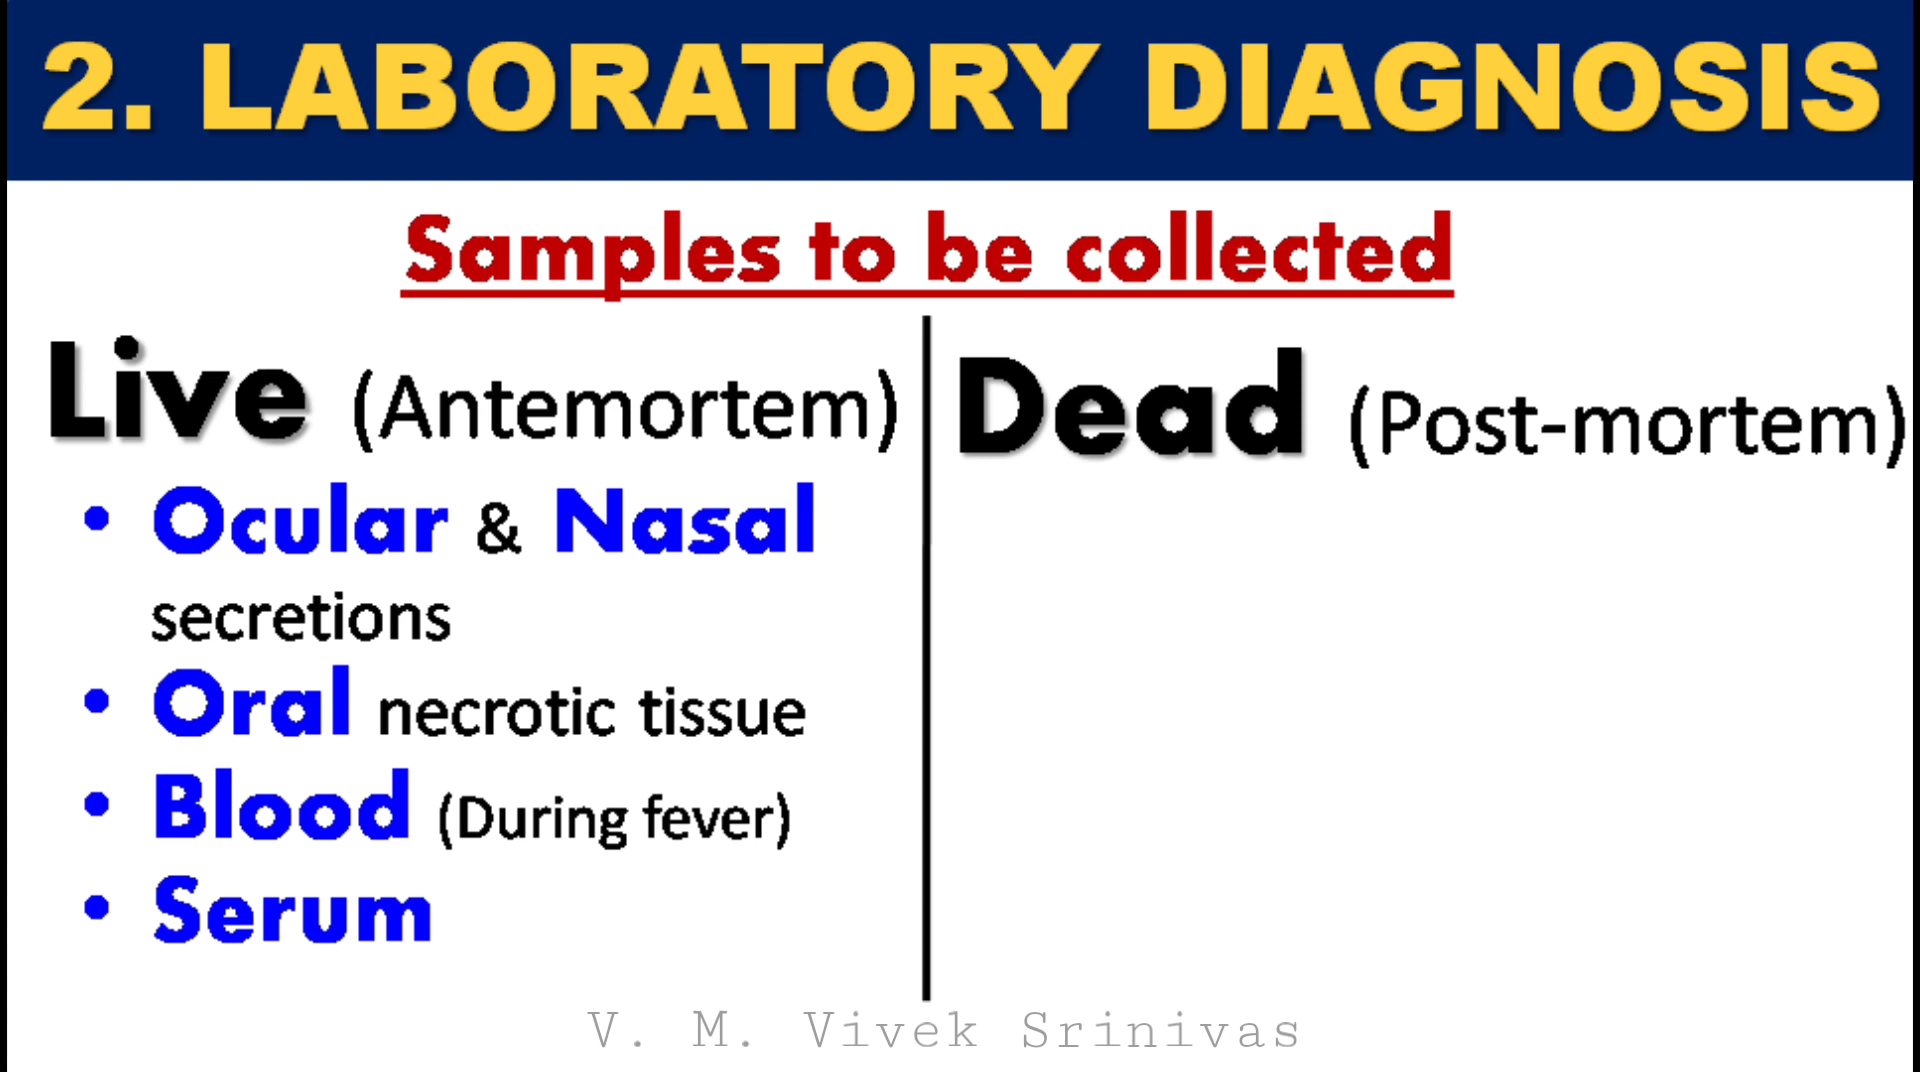 2. LABORATORY DIAGNOSIS
Samples to be collected
Live (Antemortem)
• Ocular & Nasal
secretions
• Oral necrotic tissue
• Blood (During fever)
• Serum
Dead (Post-mortem)
V. M. Vivek Srinivas